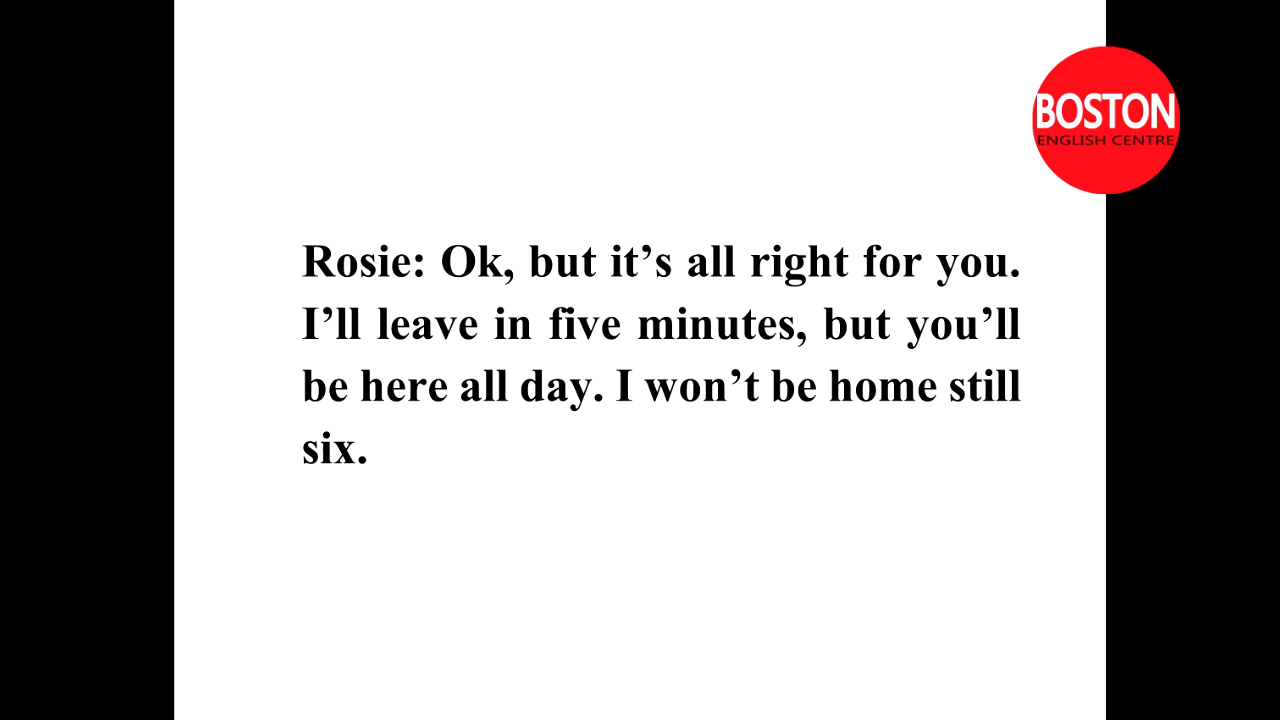 BOSTON
ENGLISH CENTRE
Rosie: Ok, but it’s all right for you.
I’ll leave in five minutes, but you’ll
be here all day. I won’t be home still
six.